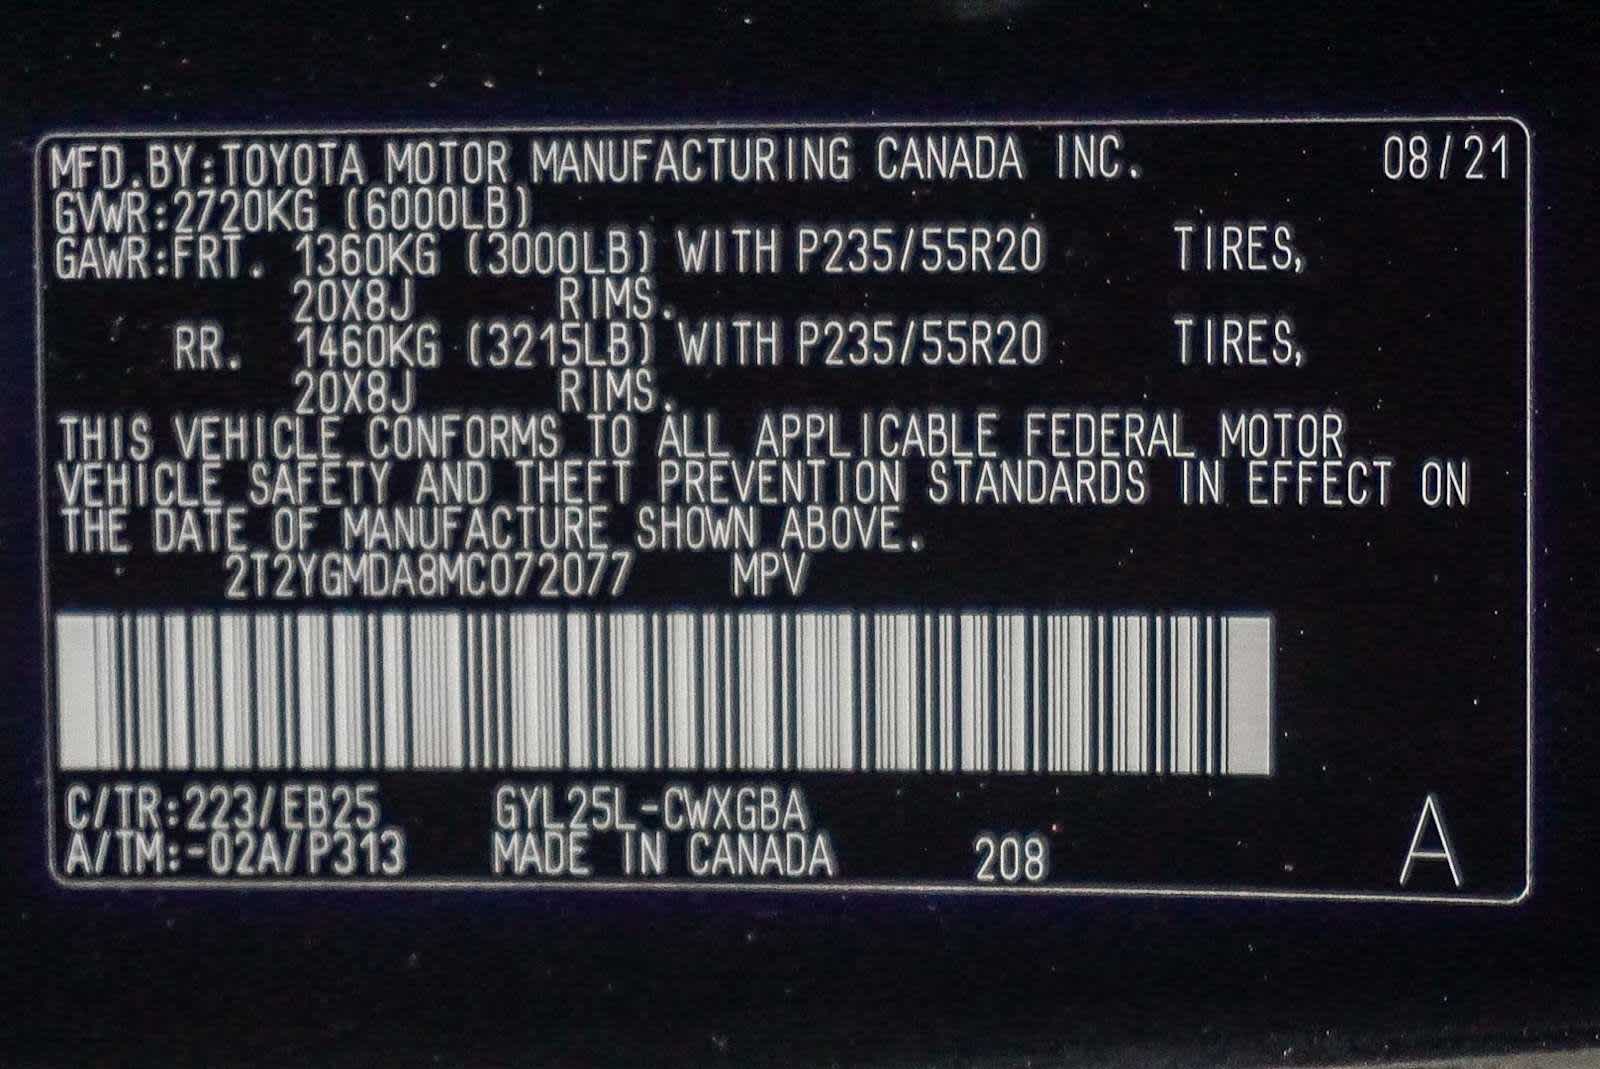 MFD.BY:TOYOTA MOTOR MANUFACTURING CANADA INC. 08/21
GVWR:2720KG (6000LB)
GAWR:FRT. 1360KG (3000LB) WITH P235/55R20 TIRES,
20X8J RIMS.
RR. 1460KG (3215LB) WITH P235/55R20 TIRES,
20X8J RIMS.
THIS VEHICLE CONFORMS TO ALL APPLICABLE FEDERAL MOTOR
VEHICLE SAFETY AND THEFT PREVENTION STANDARDS IN EFFECT ON
THE DATE OF MANUFACTURE SHOWN ABOVE.
2T2YGMDA8MC072077 MPV
C/TR:223/EB25 GYL25L-CWXGBA
A/TM:-02A/P313 MADE IN CANADA 208 A